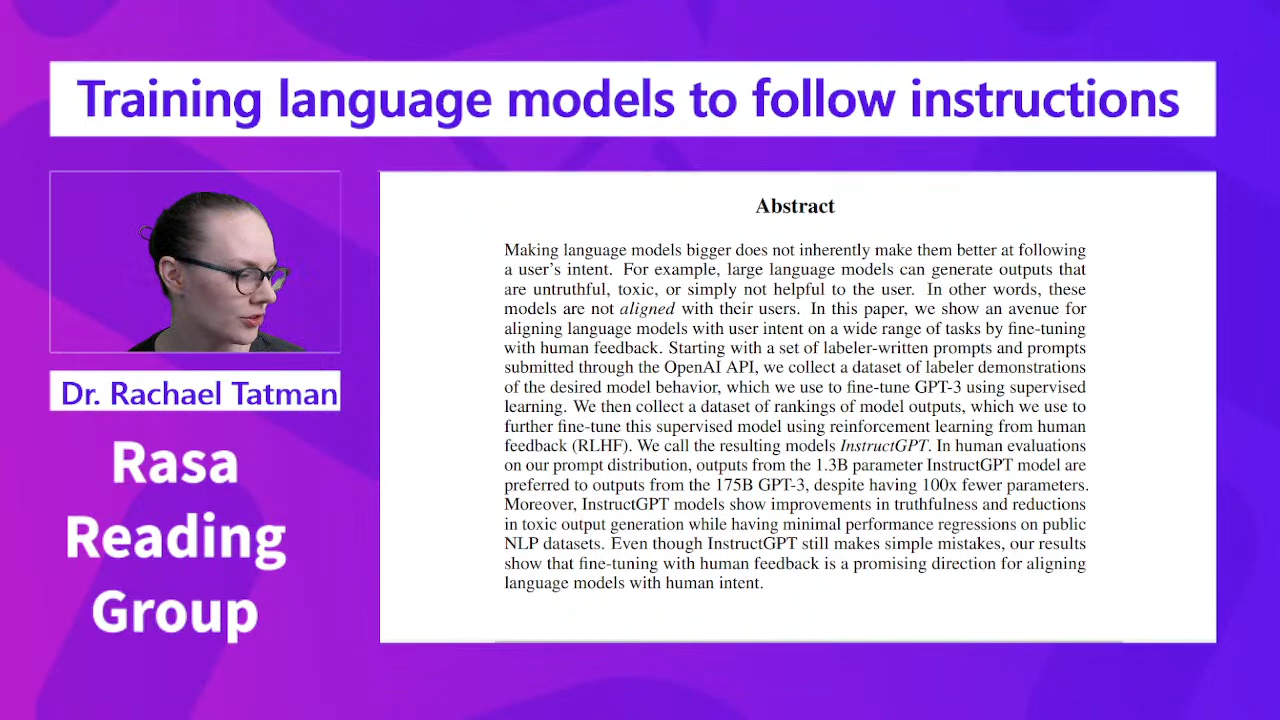 Training language models to follow instructions
Dr. Rachael Tatman
Rasa
Reading
Group
Abstract
Making language models bigger does not inherently make them better at following
a user's intent. For example, large language models can generate outputs that
are untruthful, toxic, or simply not helpful to the user. In other words, these
models are not aligned with their users. In this paper, we show an avenue for
aligning language models with user intent on a wide range of tasks by fine-tuning
with human feedback. Starting with a set of labeler-written prompts and prompts
submitted through the OpenAI API, we collect a dataset of labeler demonstrations
of the desired model behavior, which we use to fine-tune GPT-3 using supervised
learning. We then collect a dataset of rankings of model outputs, which we use to
further fine-tune this supervised model using reinforcement learning from human
feedback (RLHF). We call the resulting models InstructGPT. In human evaluations
on our prompt distribution, outputs from the 1.3B parameter InstructGPT model are
preferred to outputs from the 175B GPT-3, despite having 100x fewer parameters.
Moreover, InstructGPT models show improvements in truthfulness and reductions
in toxic output generation while having minimal performance regressions on public
NLP datasets. Even though InstructGPT still makes simple mistakes, our results
show that fine-tuning with human feedback is a promising direction for aligning
language models with human intent.